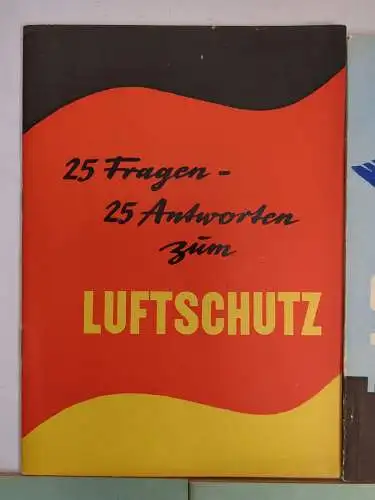 25 Fragen -
25 Antworten
zum
LUFTSCHUTZ